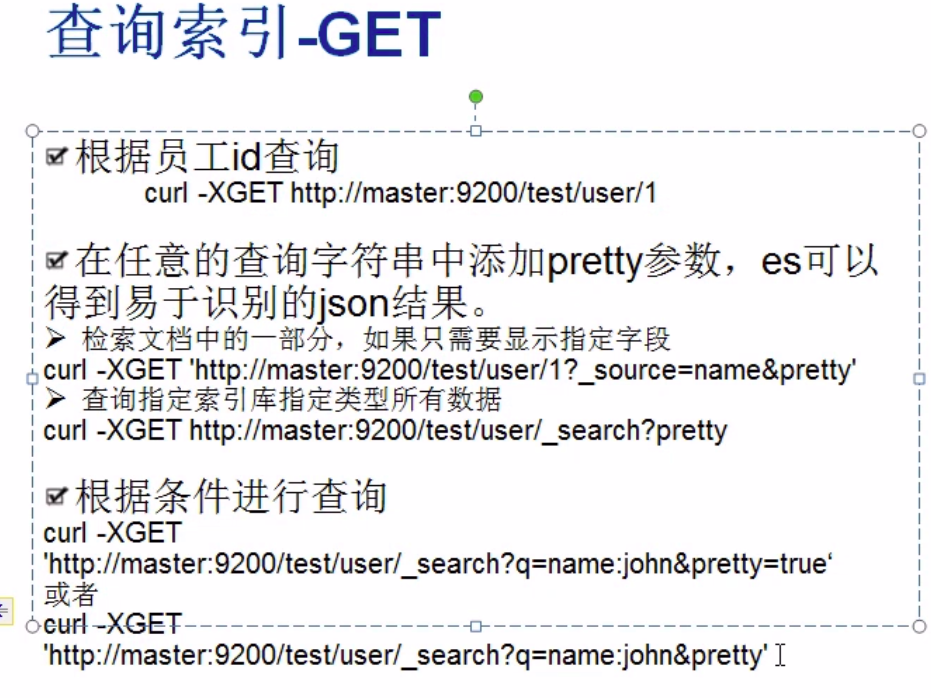 查询索引-GET
根据员工id查询
curl -XGET http://master:9200/test/user/1
在任意的查询字符串中添加pretty参数，es可以
得到易于识别的json结果。
检索文档中的一部分，如果只需要显示指定字段
curl -XGET 'http://master:9200/test/user/1?_source=name&pretty'
查询指定索引库指定类型所有数据
curl -XGET http://master:9200/test/user/_search?pretty
根据条件进行查询
curl -XGET
'http://master:9200/test/user/_search?q=name:john&pretty=true‘
或者
curl -XGET
'http://master:9200/test/user/_search?q=name:john&pretty'